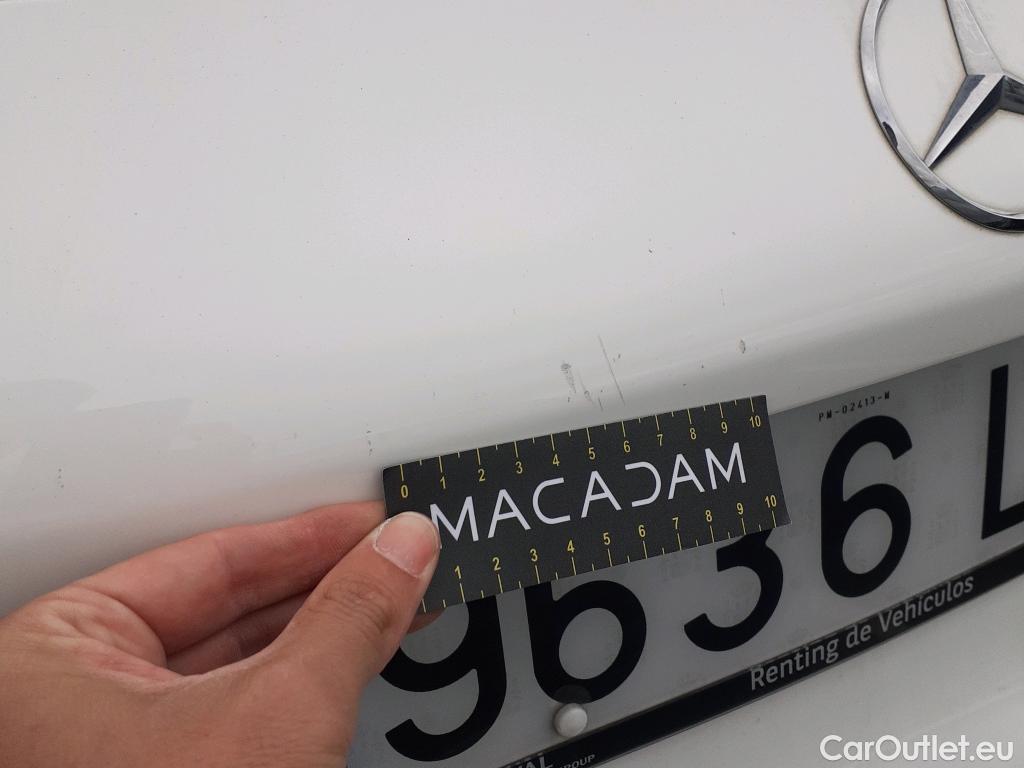 PM-02413-M
0 1 2 3 4 5 6 7 8 9 10
MACADAM
1 2 3 4 5 6 7 8 9 10
9636 L
Renting de Vehículos
GROUP
CarOutlet.eu